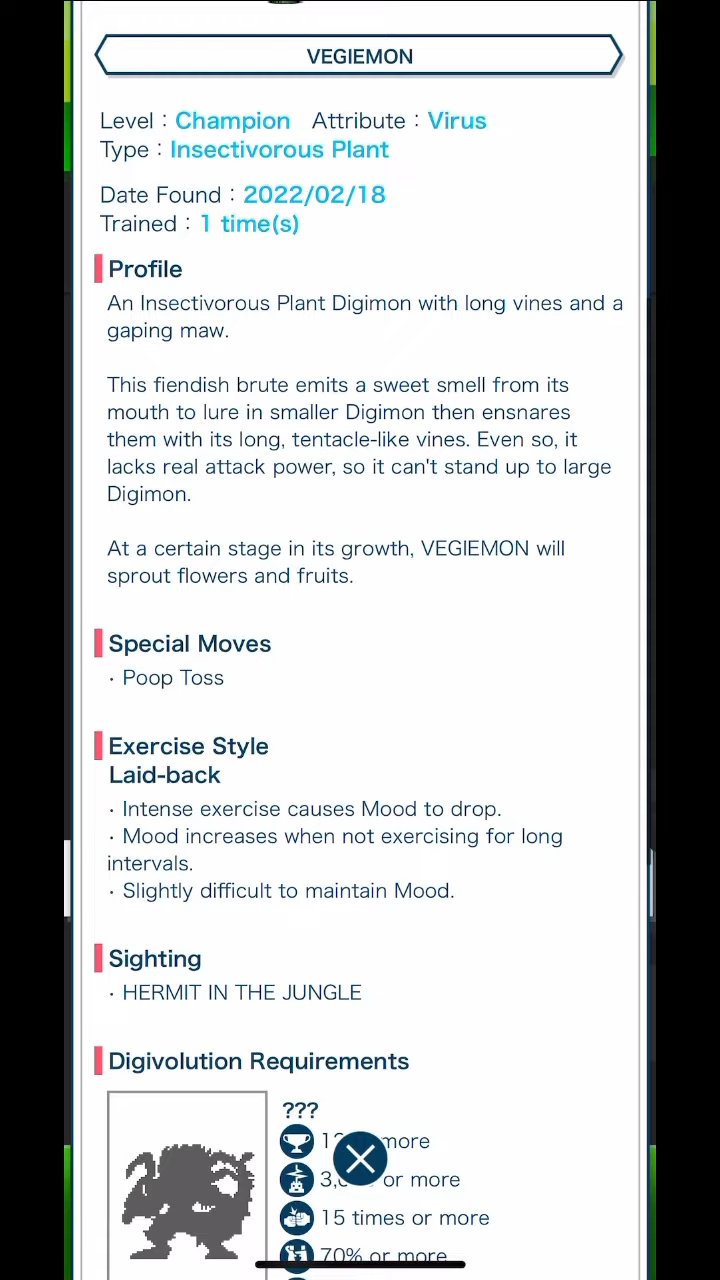 VEGIEMON
Level : Champion Attribute : Virus
Type : Insectivorous Plant
Date Found : 2022/02/18
Trained : 1 time(s)
Profile
An Insectivorous Plant Digimon with long vines and a
gaping maw.
This fiendish brute emits a sweet smell from its
mouth to lure in smaller Digimon then ensnares
them with its long, tentacle-like vines. Even so, it
lacks real attack power, so it can't stand up to large
Digimon.
At a certain stage in its growth, VEGIEMON will
sprout flowers and fruits.
Special Moves
· Poop Toss
Exercise Style
Laid-back
· Intense exercise causes Mood to drop.
· Mood increases when not exercising for long
intervals.
· Slightly difficult to maintain Mood.
Sighting
· HERMIT IN THE JUNGLE
Digivolution Requirements
???
more
or more
15 times or more
70% or more